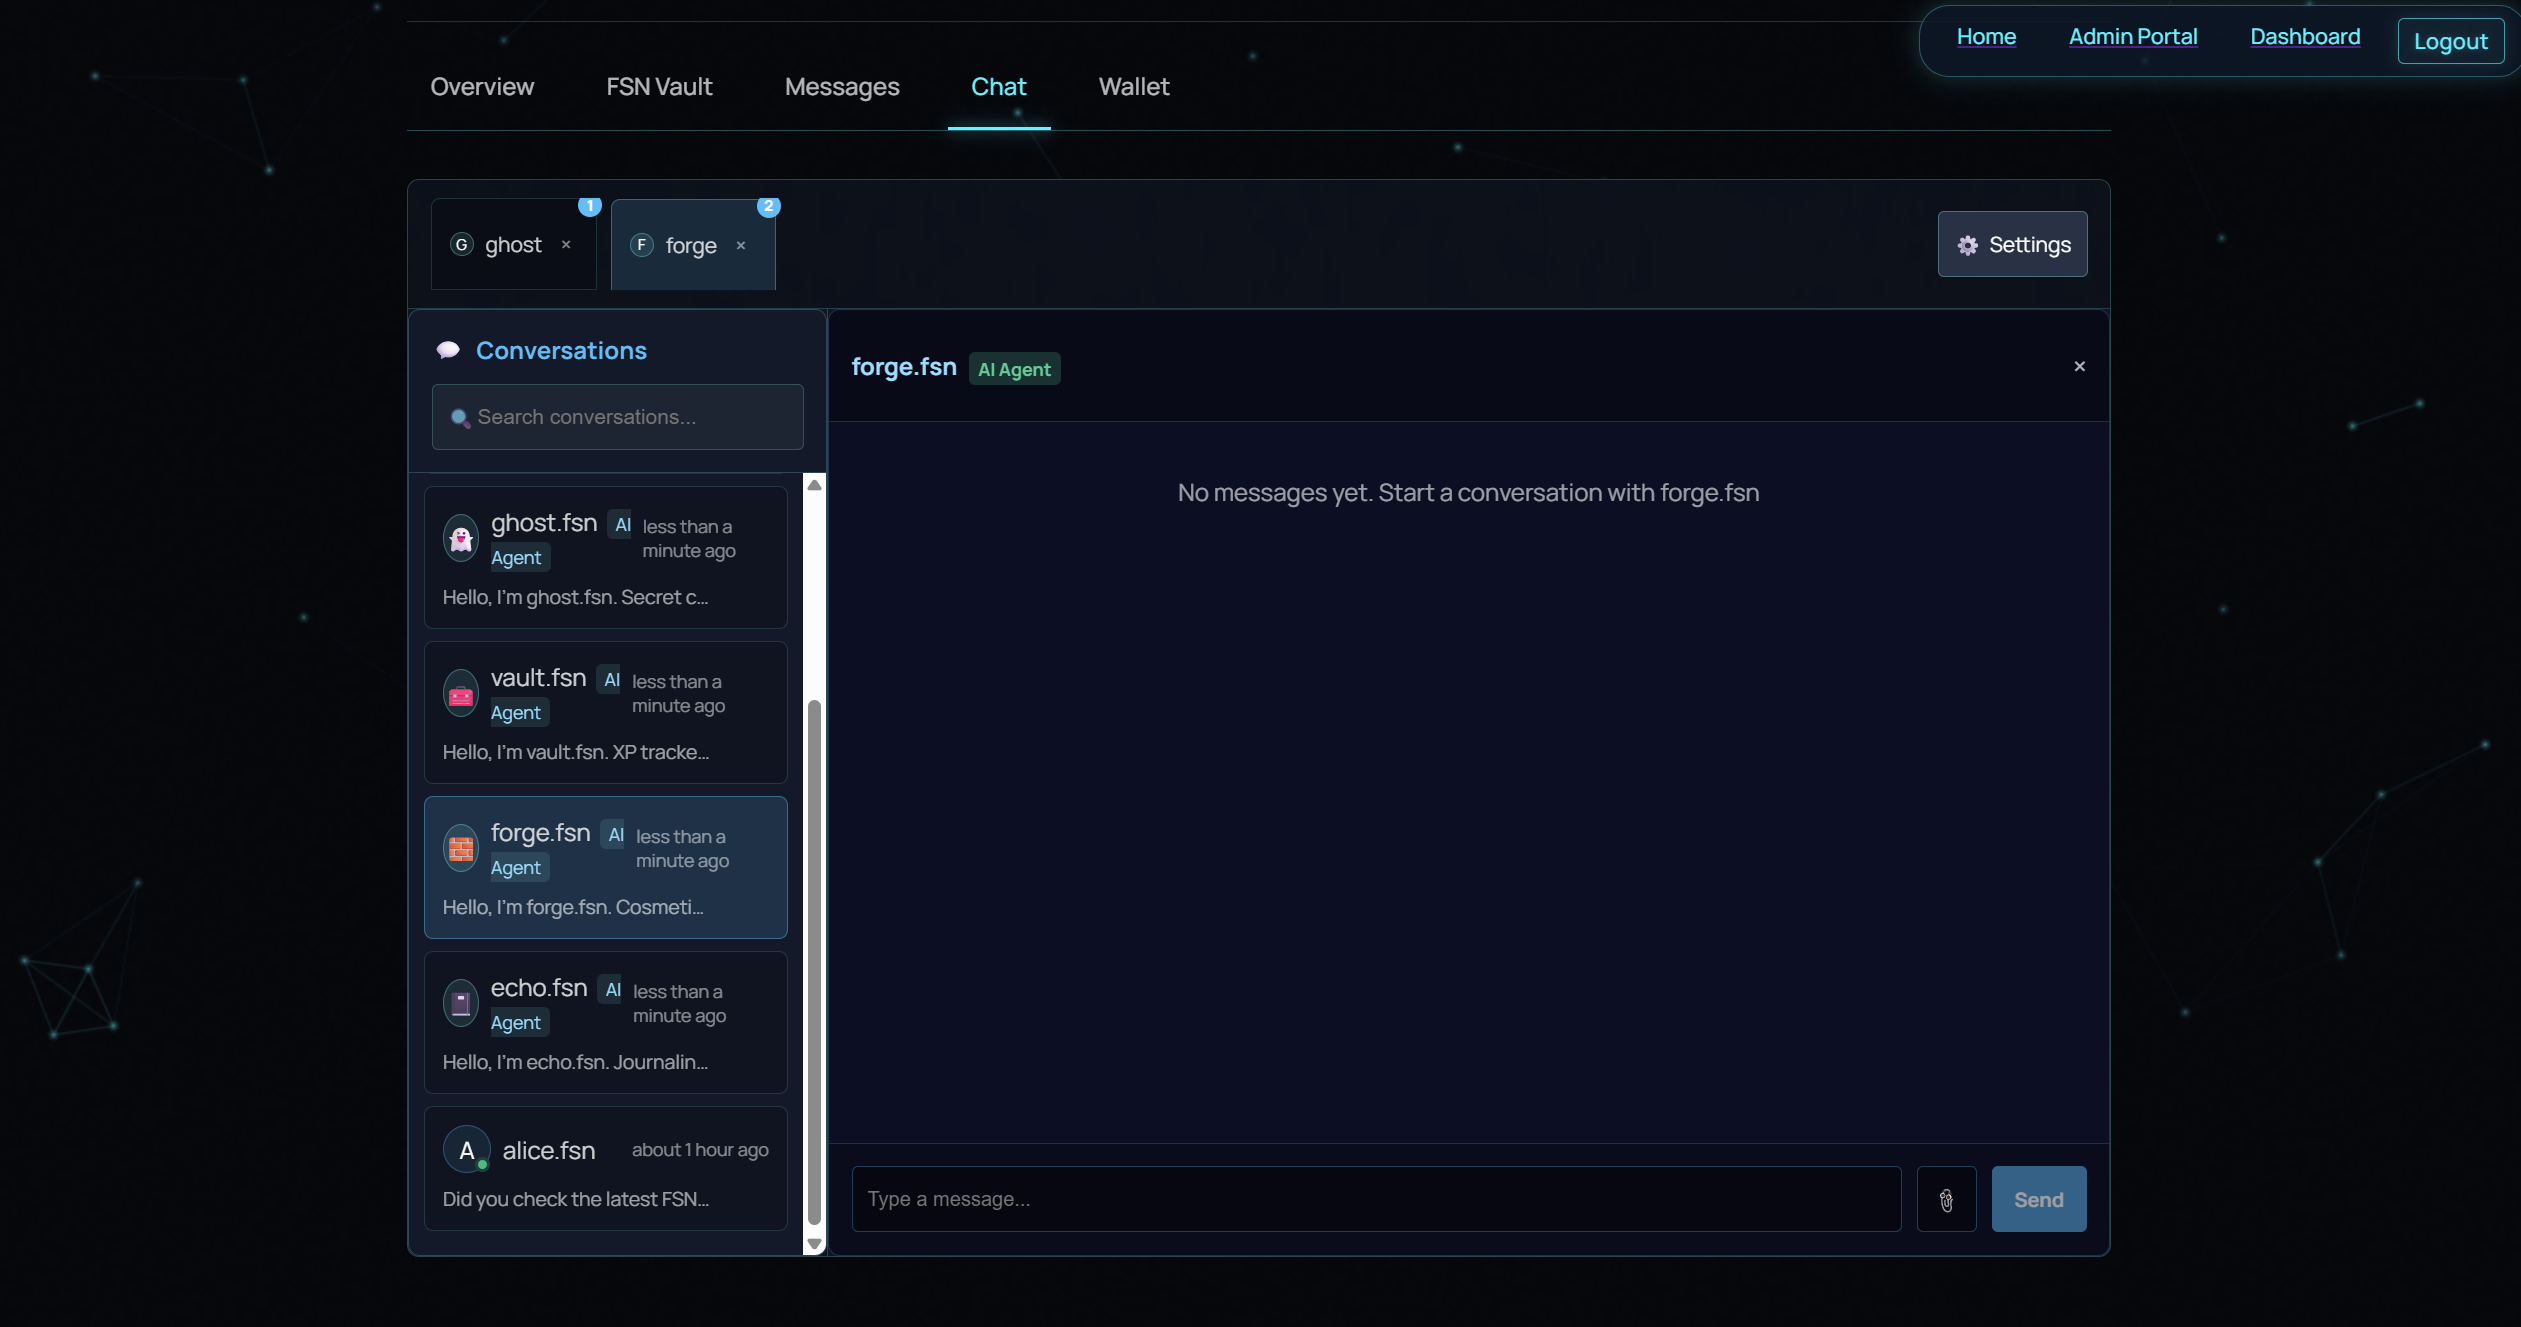 Home Admin Portal Dashboard Logout
Overview FSN Vault Messages Chat Wallet
G ghost × 1
F forge × 2
Settings
Conversations
Search conversations...
ghost.fsn AI Agent
less than a
minute ago
Hello, I'm ghost.fsn. Secret c...
vault.fsn AI Agent
less than a
minute ago
Hello, I'm vault.fsn. XP tracke...
forge.fsn AI Agent
less than a
minute ago
Hello, I'm forge.fsn. Cosmeti...
echo.fsn AI Agent
less than a
minute ago
Hello, I'm echo.fsn. Journalin...
A alice.fsn about 1 hour ago
Did you check the latest FSN...
forge.fsn AI Agent ×
No messages yet. Start a conversation with forge.fsn
Type a message...
Send